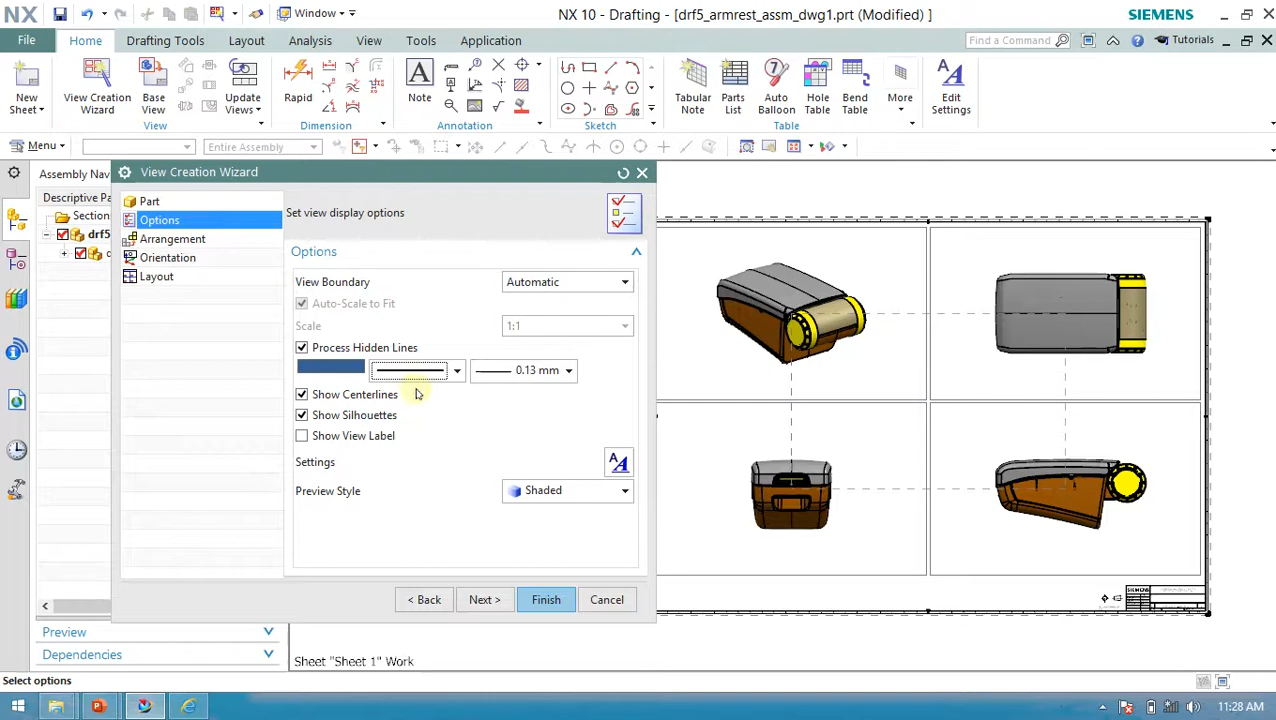 NX Window NX 10 - Drafting - [drf5_armrest_assm_dwg1.prt (Modified) ] SIEMENS
File Home Drafting Tools Layout Analysis View Tools Application Find a Command Tutorials
New Sheet View Creation Wizard Base View Update Views Rapid Note Tabular Note Parts List Auto Balloon Hole Table Bend Table More Edit Settings
View Dimension Annotation Sketch Table
Menu Entire Assembly
Assembly Nav
Descriptive Pa
Sections
drf5
View Creation Wizard
Part
Options
Arrangement
Orientation
Layout
Set view display options
Options
View Boundary Automatic
Auto-Scale to Fit
Scale 1:1
Process Hidden Lines
0.13 mm
Show Centerlines
Show Silhouettes
Show View Label
Settings
Preview Style Shaded
< Back Next > Finish Cancel
SIEMENS
Preview
Dependencies
Sheet "Sheet 1" Work
Select options
11:28 AM